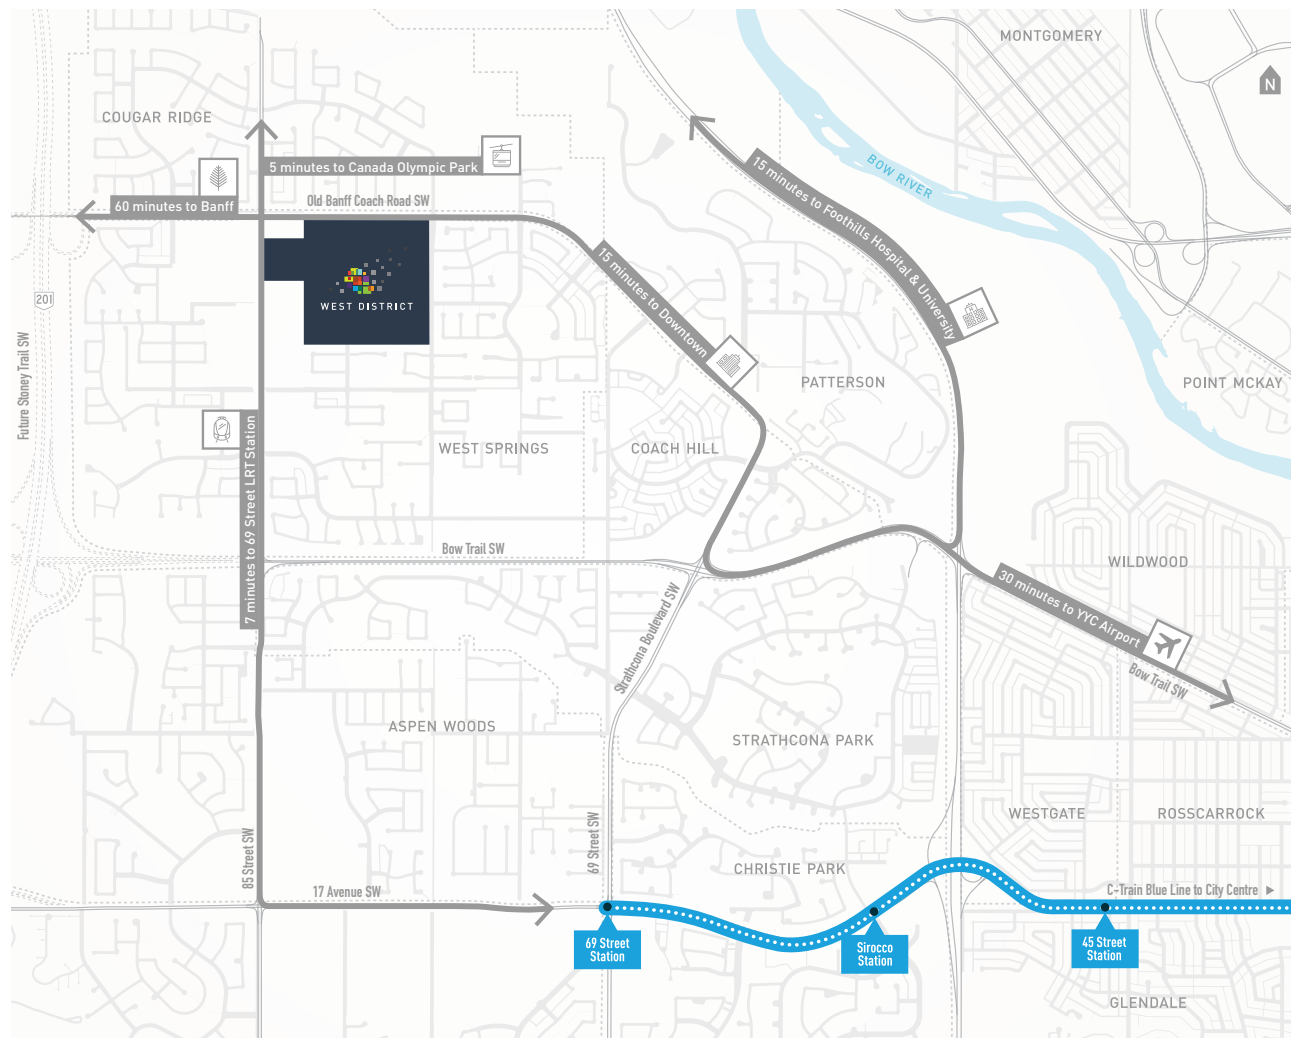 MONTGOMERY
N
COUGAR RIDGE
5 minutes to Canada Olympic Park
BOW RIVER
15 minutes to Foothills Hospital & University
60 minutes to Banff
Old Banff Coach Road SW
15 minutes to Downtown
WEST DISTRICT
201
Future Stoney Trail SW
PATTERSON
POINT MCKAY
7 minutes to 69 Street LRT Station
WEST SPRINGS
COACH HILL
Bow Trail SW
WILDWOOD
30 minutes to YYC Airport
Strathcona Boulevard SW
Bow Trail SW
ASPEN WOODS
STRATHCONA PARK
WESTGATE
ROSSCARROCK
85 Street SW
69 Street SW
CHRISTIE PARK
17 Avenue SW
C-Train Blue Line to City Centre
69 Street
Station
Sirocco
Station
45 Street
Station
GLENDALE